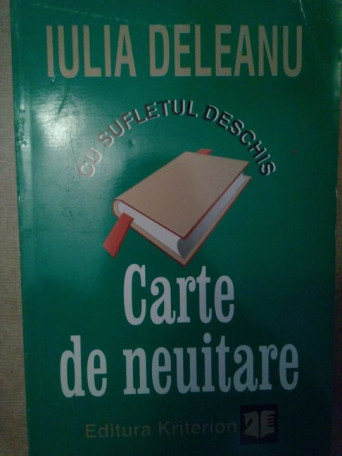 IULIA DELEANU
CU SUFLETUL DESCHIS
Carte
de neuitare
Editura Kriterion